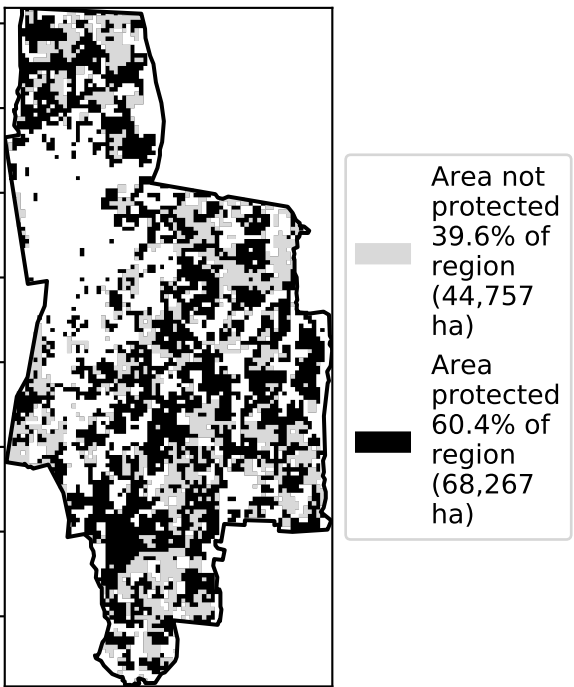 Area not
protected
39.6% of
region
(44,757
ha)
Area
protected
60.4% of
region
(68,267
ha)